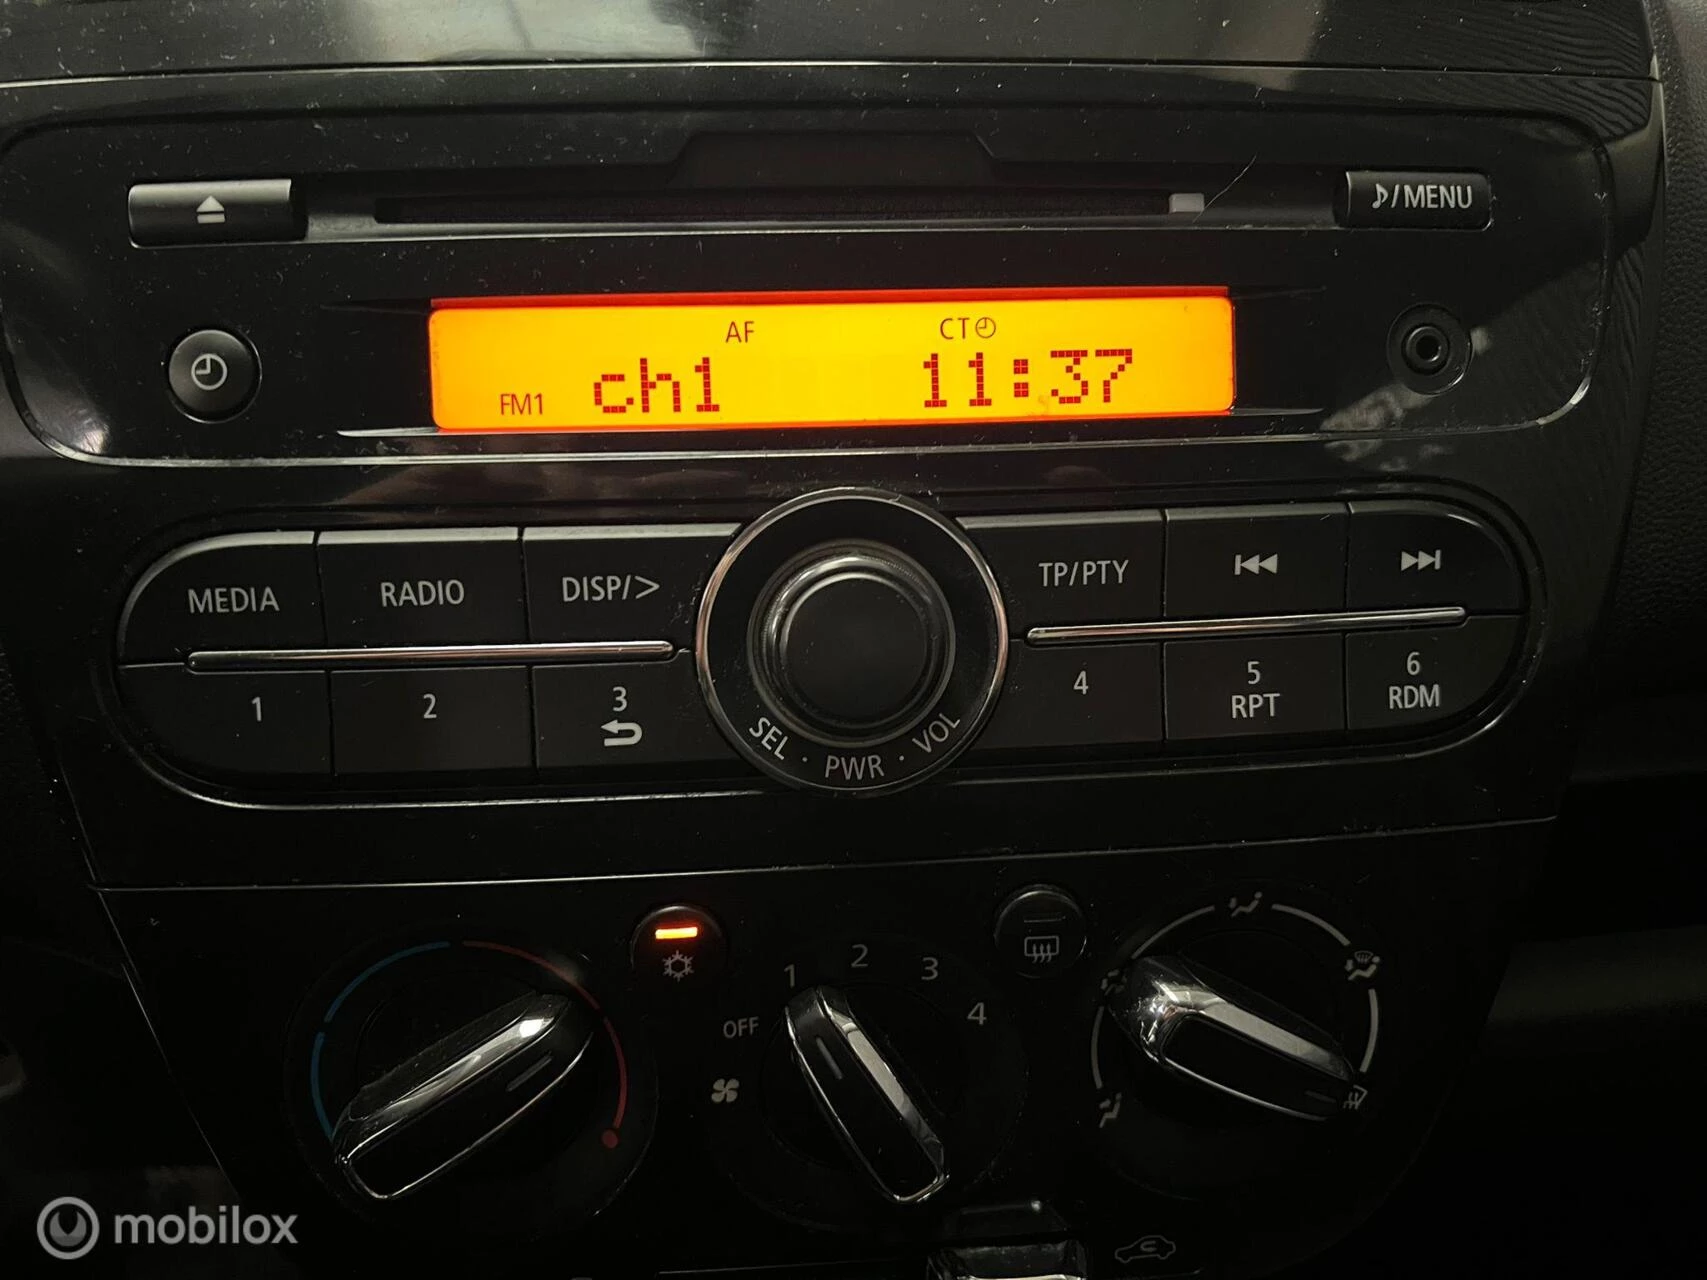 ♪/MENU
AF CT
FM1 ch1 11:37
MEDIA RADIO DISP/> TP/PTY
1 2 3 4 5 6
RPT RDM
SEL · PWR · VOL
1 2 3 4
OFF
mobilox